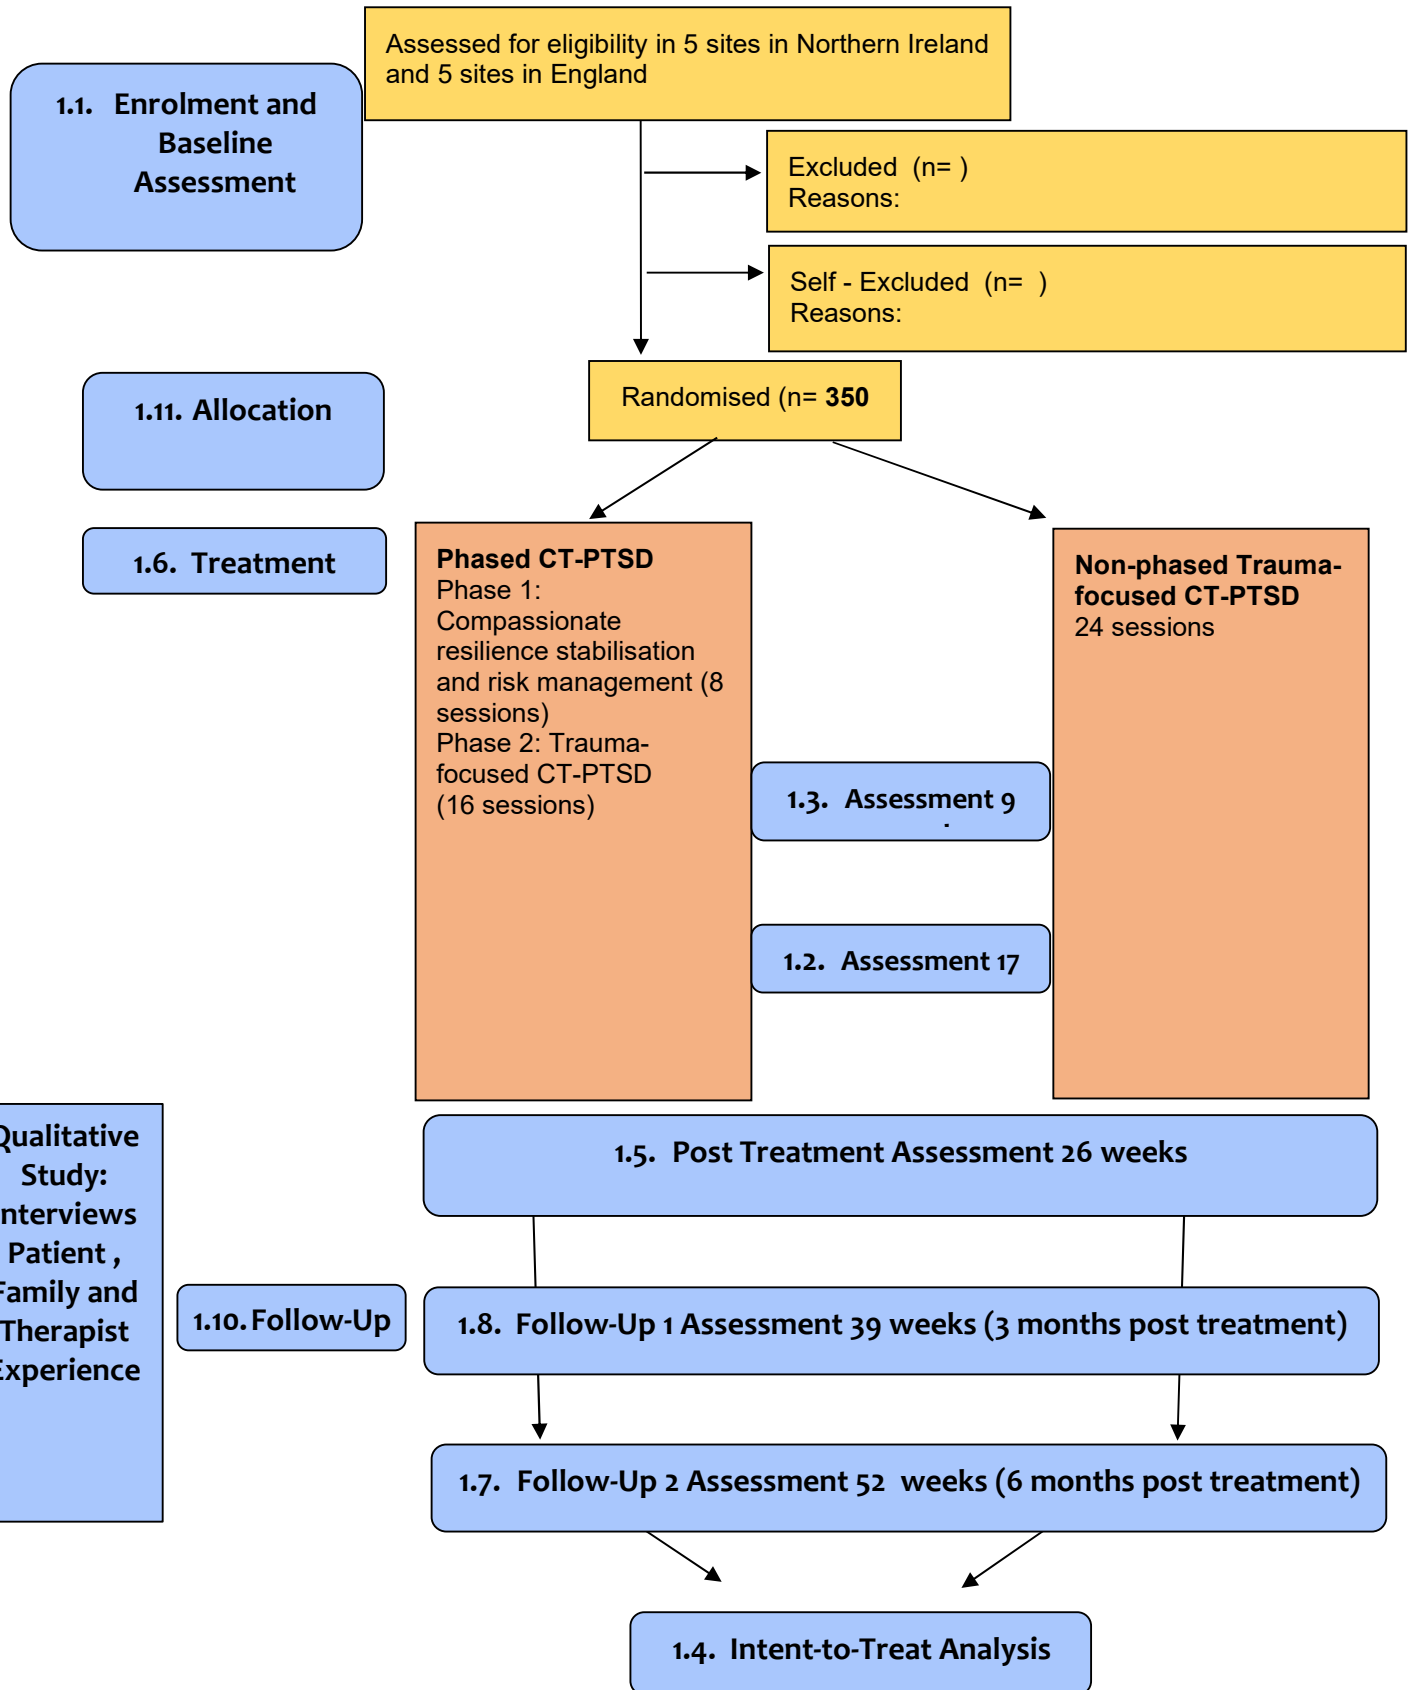 Assessed for eligibility in 5 sites in Northern Ireland
and 5 sites in England
1.1. Enrolment and
Baseline
Assessment
Excluded (n= )
Reasons:
Self - Excluded (n= )
Reasons:
Randomised (n= 350
1.11. Allocation
1.6. Treatment
Phased CT-PTSD
Phase 1:
Compassionate
resilience stabilisation
and risk management (8
sessions)
Phase 2: Trauma-
focused CT-PTSD
(16 sessions)
Non-phased Trauma-
focused CT-PTSD
24 sessions
1.3. Assessment 9
1.2. Assessment 17
1.5. Post Treatment Assessment 26 weeks
Qualitative
Study:
nterviews
Patient ,
Family and
Therapist
Experience
1.10. Follow-Up
1.8. Follow-Up 1 Assessment 39 weeks (3 months post treatment)
1.7. Follow-Up 2 Assessment 52 weeks (6 months post treatment)
1.4. Intent-to-Treat Analysis